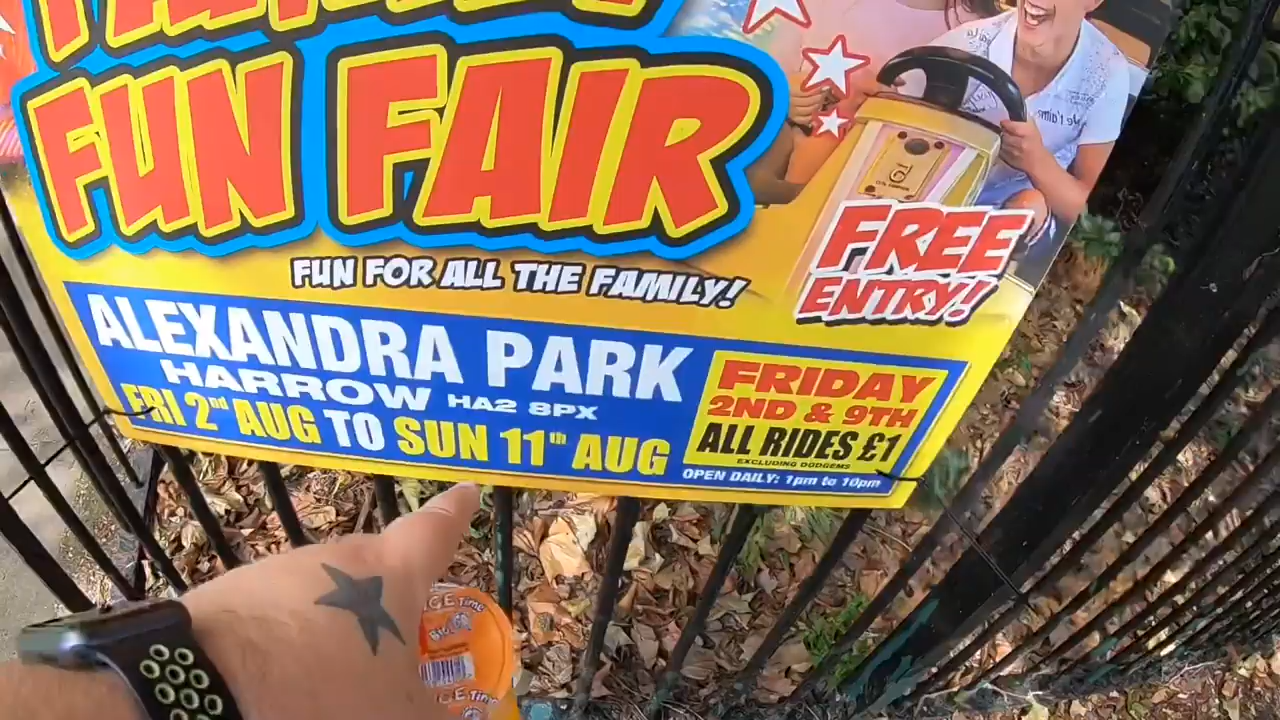 FAMILY
FUN FAIR
FUN FOR ALL THE FAMILY!
FREE
ENTRY!
ALEXANDRA PARK
HARROW HA2 8PX
FRI 2nd AUG TO SUN 11th AUG
FRIDAY
2ND & 9TH
ALL RIDES £1
EXCLUDING DODGEMS
OPEN DAILY: 1pm to 10pm